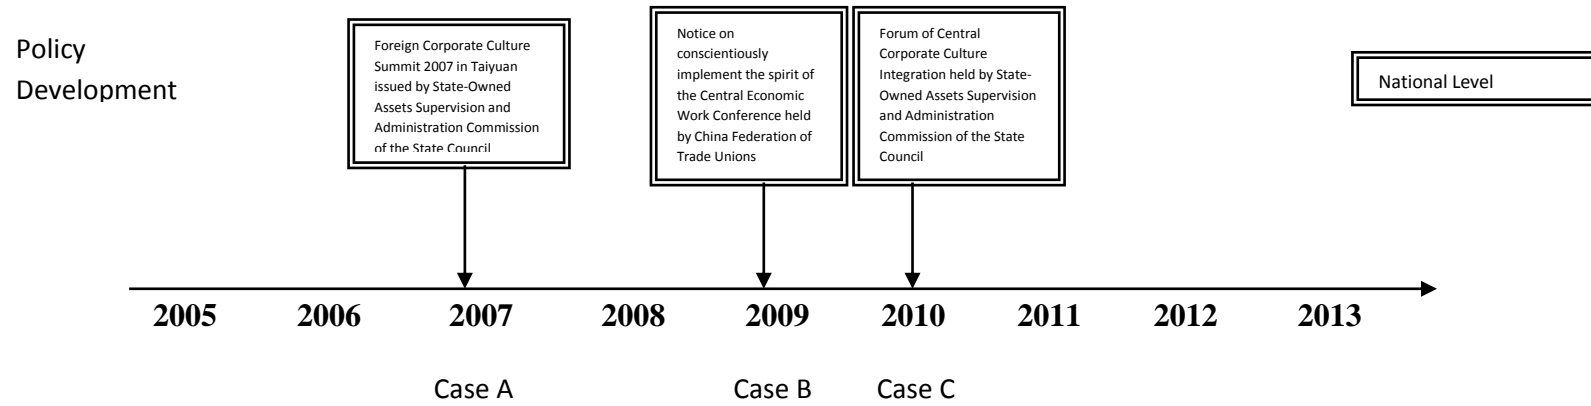 Policy
Development
Foreign Corporate Culture
Summit 2007 in Taiyuan
issued by State-Owned
Assets Supervision and
Administration Commission
of the State Council
Notice on
conscientiously
implement the spirit of
the Central Economic
Work Conference held
by China Federation of
Trade Unions
Forum of Central
Corporate Culture
Integration held by State-
Owned Assets Supervision
and Administration
Commission of the State
Council
National Level
2005 2006 2007 2008 2009 2010 2011 2012 2013
Case A Case B Case C